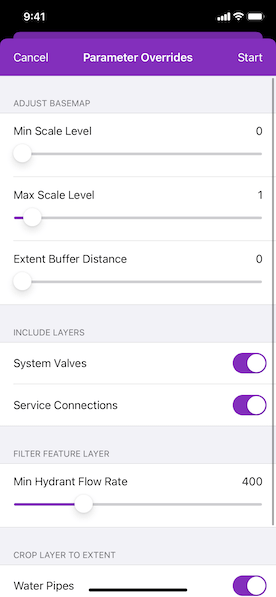 9:41
Cancel Parameter Overrides Start
ADJUST BASEMAP
Min Scale Level 0
Max Scale Level 1
Extent Buffer Distance 0
INCLUDE LAYERS
System Valves
Service Connections
FILTER FEATURE LAYER
Min Hydrant Flow Rate 400
CROP LAYER TO EXTENT
Water Pipes